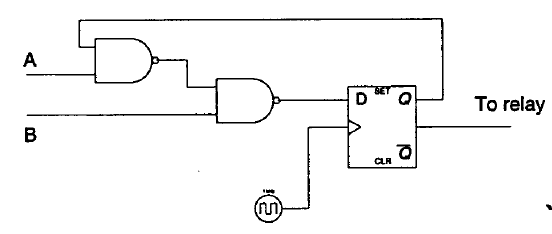 A
B
D SET Q
To relay
CLR Q